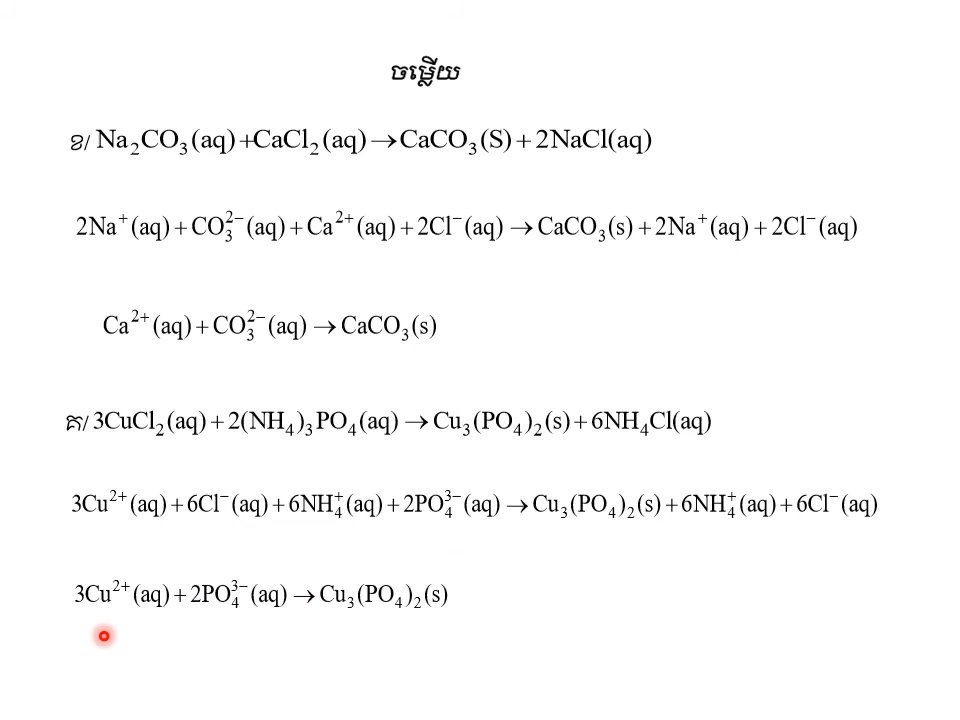 ចម្លើយ
ខ/ Na₂CO₃(aq)+CaCl₂(aq)→CaCO₃(S)+2NaCl(aq)
2Na⁺(aq)+CO₃²⁻(aq)+Ca²⁺(aq)+2Cl⁻(aq)→CaCO₃(s)+2Na⁺(aq)+2Cl⁻(aq)
Ca²⁺(aq)+CO₃²⁻(aq)→CaCO₃(s)
គ/ 3CuCl₂(aq)+2(NH₄)₃PO₄(aq)→Cu₃(PO₄)₂(s)+6NH₄Cl(aq)
3Cu²⁺(aq)+6Cl⁻(aq)+6NH₄⁺(aq)+2PO₄³⁻(aq)→Cu₃(PO₄)₂(s)+6NH₄⁺(aq)+6Cl⁻(aq)
3Cu²⁺(aq)+2PO₄³⁻(aq)→Cu₃(PO₄)₂(s)